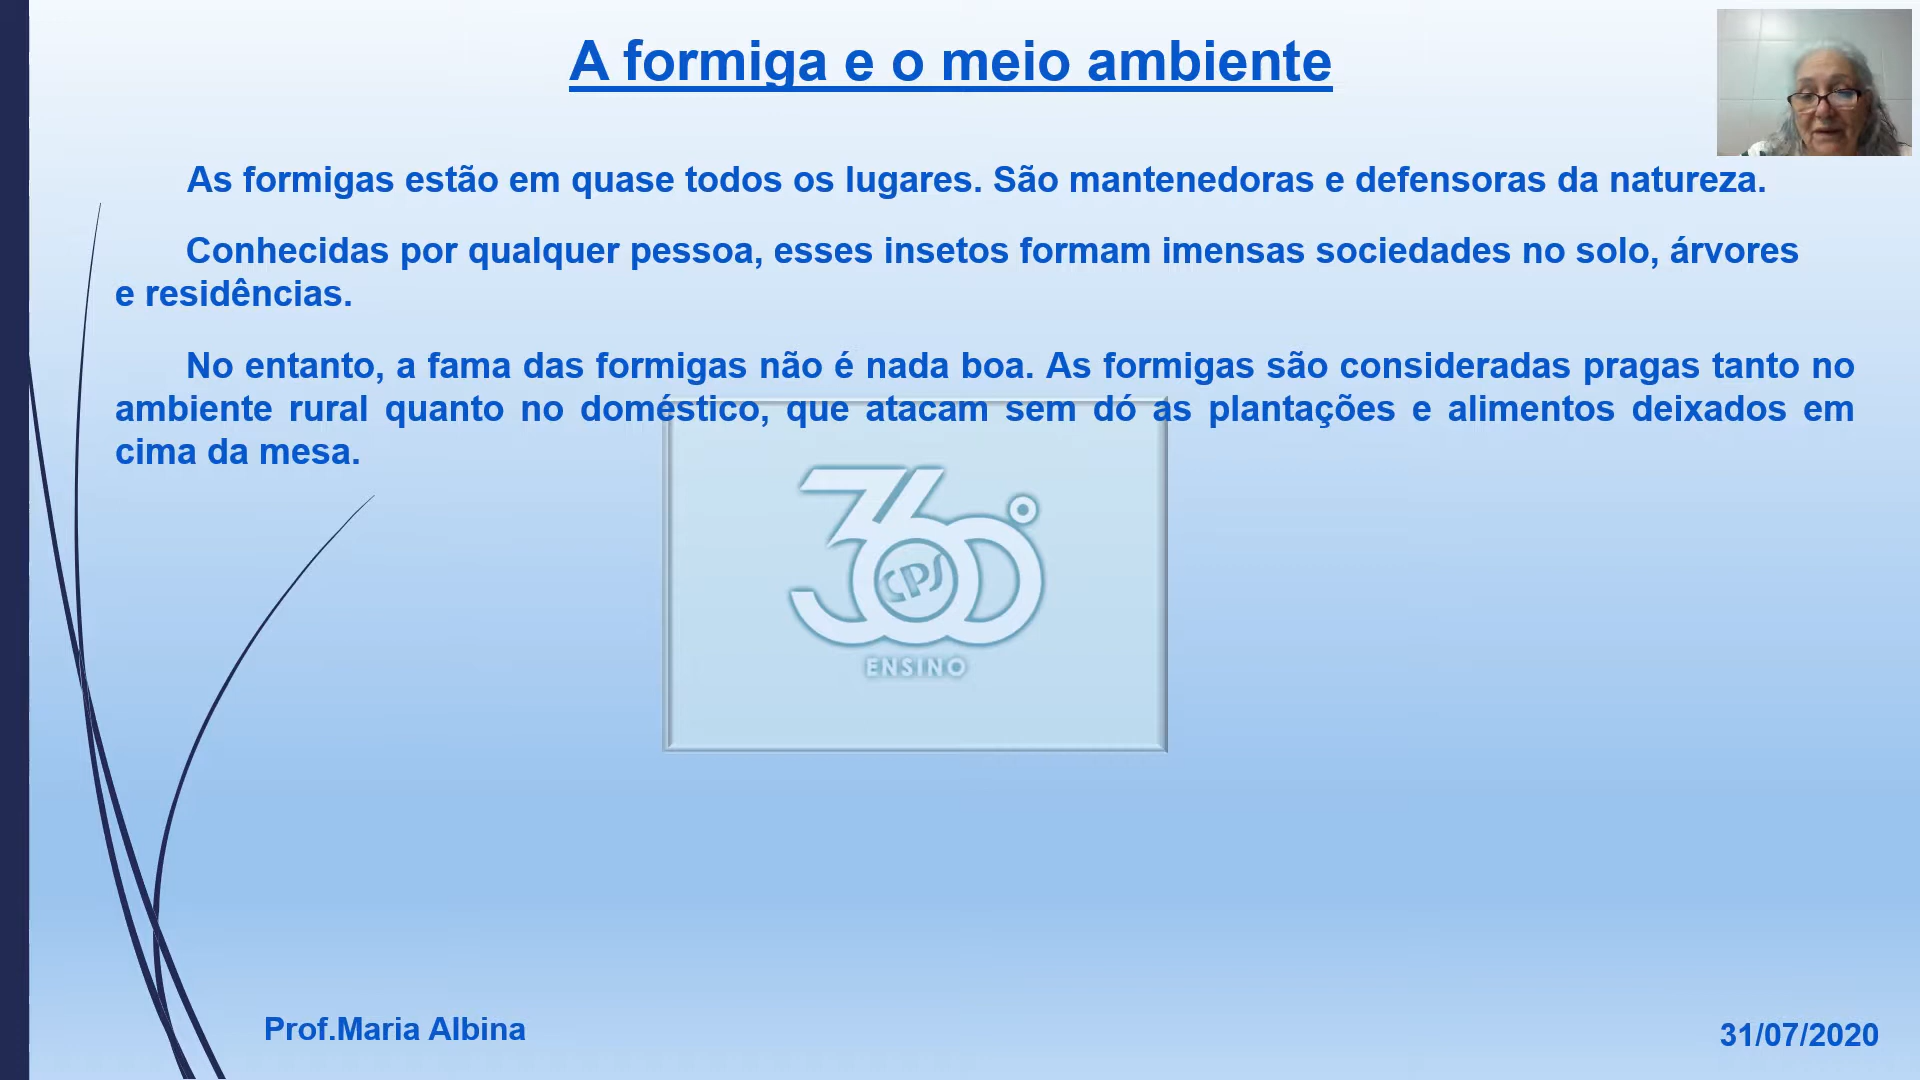 A formiga e o meio ambiente
As formigas estão em quase todos os lugares. São mantenedoras e defensoras da natureza.
Conhecidas por qualquer pessoa, esses insetos formam imensas sociedades no solo, árvores
e residências.
No entanto, a fama das formigas não é nada boa. As formigas são consideradas pragas tanto no
ambiente rural quanto no doméstico, que atacam sem dó as plantações e alimentos deixados em
cima da mesa.
360°
CPS
ENSINO
Prof.Maria Albina
31/07/2020